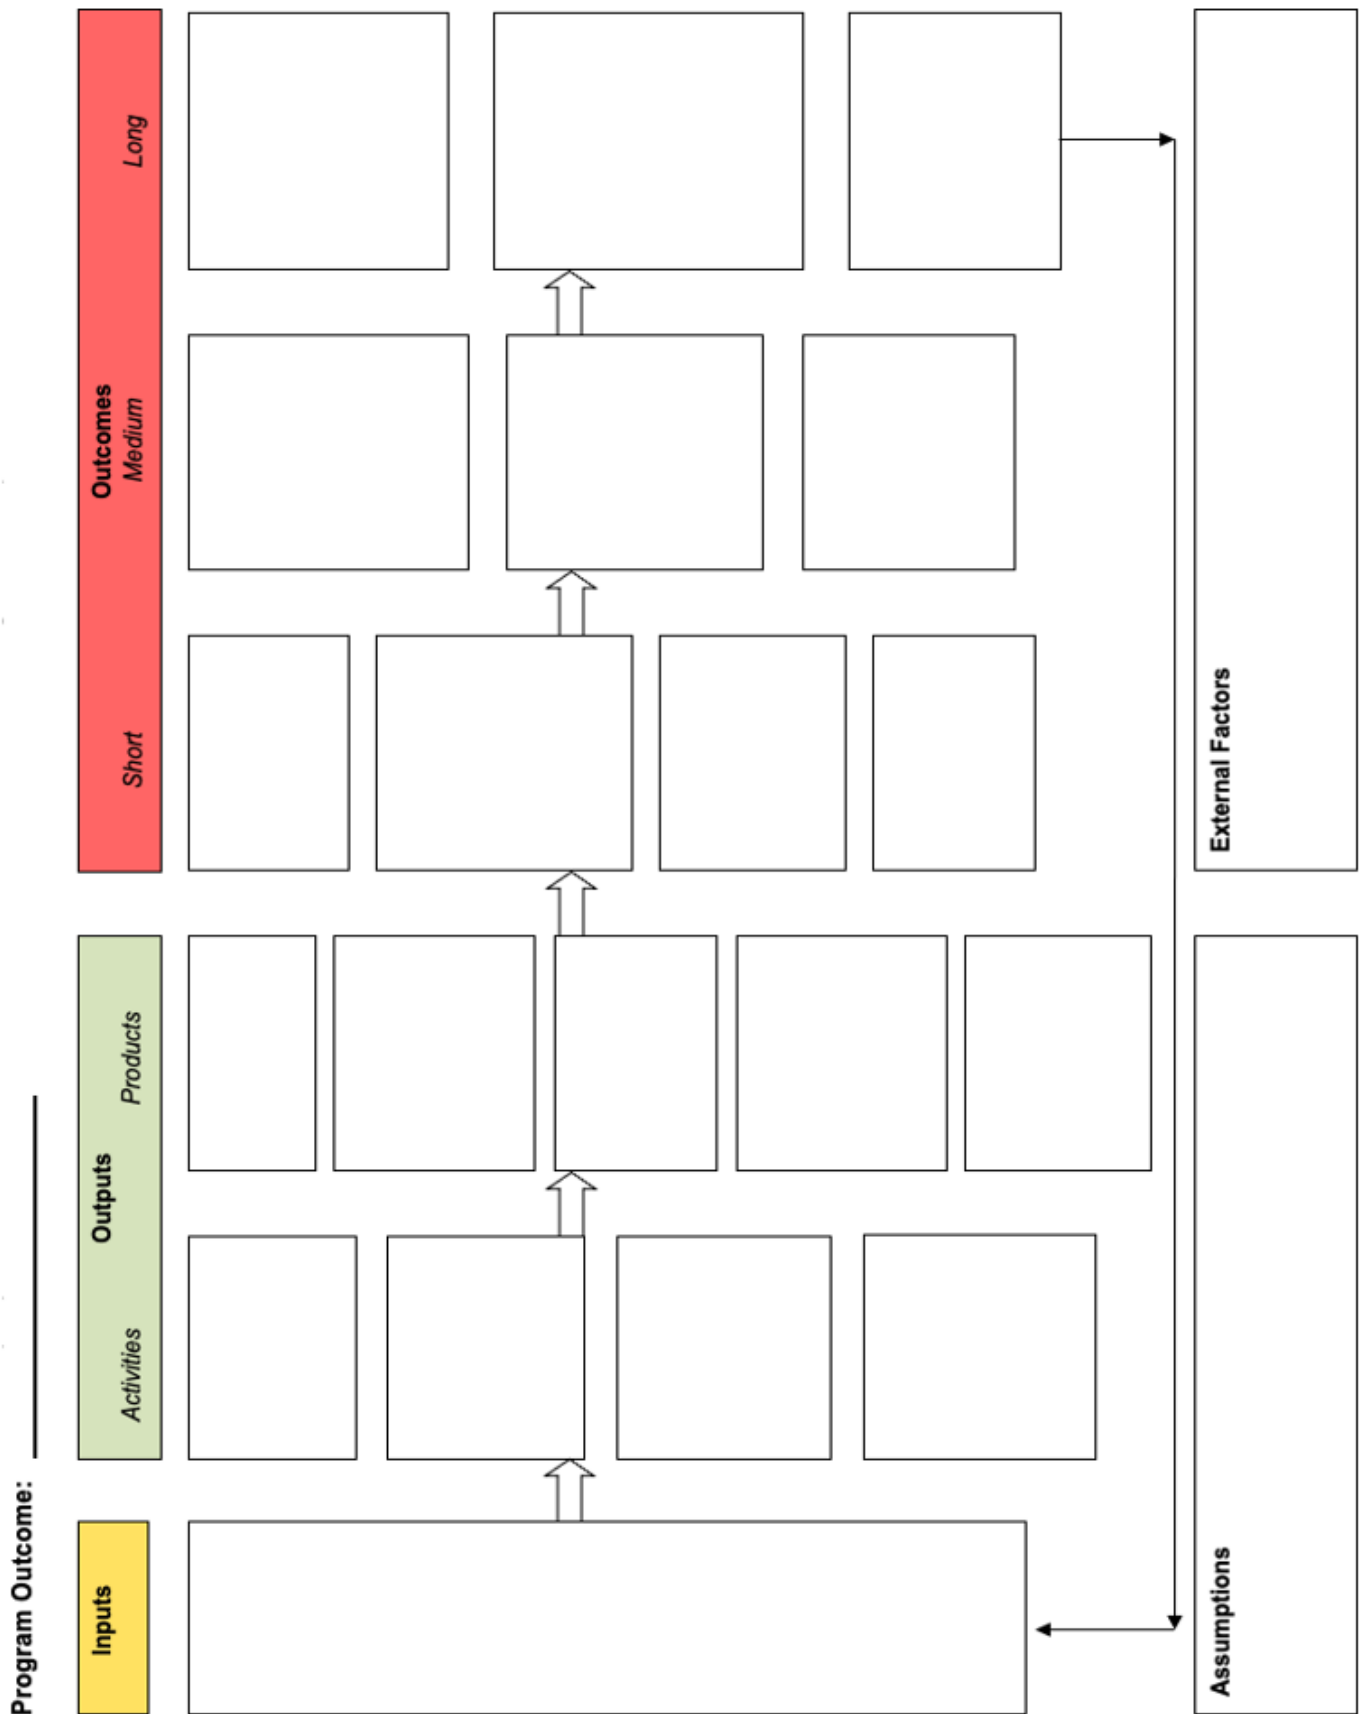 Program Outcome:
Inputs
Outputs
Activities Products
Outcomes
Short Medium Long
Assumptions
External Factors